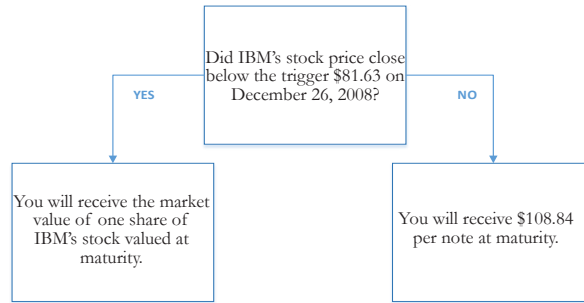 Did IBM's stock price close
below the trigger $81.63 on
December 26, 2008?
YES
NO
You will receive the market
value of one share of
IBM's stock valued at
maturity.
You will receive $108.84
per note at maturity.